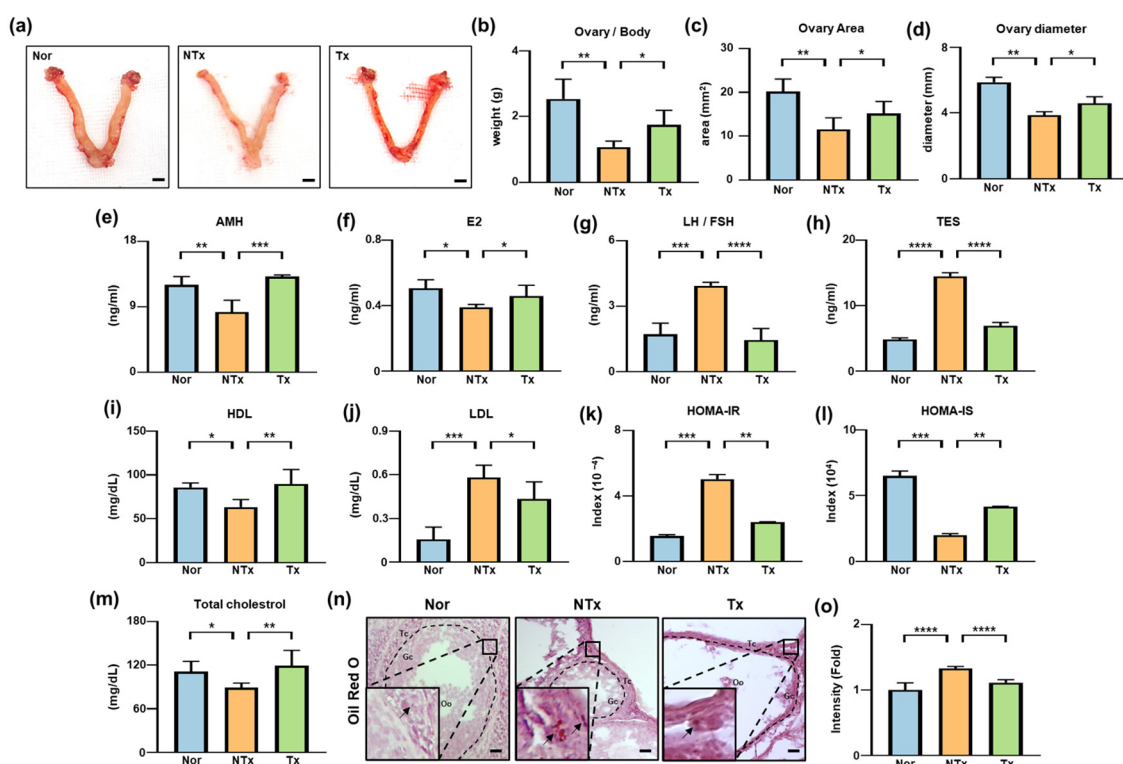 (a)
Nor
NTx
Tx
(b)
Ovary / Body
weight (g)
4
2
0
**
*
Nor NTx Tx
(c)
Ovary Area
area (mm²)
30
20
10
0
**
*
Nor NTx Tx
(d)
Ovary diameter
diameter (mm)
8
4
0
**
*
Nor NTx Tx
(e)
AMH
(ng/ml)
18
9
0
**
***
Nor NTx Tx
(f)
E2
(ng/ml)
0.8
0.4
0
*
*
Nor NTx Tx
(g)
LH / FSH
(ng/ml)
6
3
0
***
****
Nor NTx Tx
(h)
TES
(ng/ml)
20
10
0
****
****
Nor NTx Tx
(i)
HDL
(mg/dL)
150
100
50
0
*
**
Nor NTx Tx
(j)
LDL
(mg/dL)
0.9
0.6
0.3
0
***
*
Nor NTx Tx
(k)
HOMA-IR
Index (10 ⁻⁴)
8
4
0
***
**
Nor NTx Tx
(l)
HOMA-IS
Index (10⁴)
10
5
0
***
**
Nor NTx Tx
(m)
Total cholestrol
(mg/dL)
180
120
60
0
*
**
Nor NTx Tx
(n)
Nor NTx Tx
Oil Red O
Tc
Gc
Oo
Tc
Gc
Tc
Oo
Gc
(o)
Intensity (Fold)
2
1
0
****
****
Nor NTx Tx